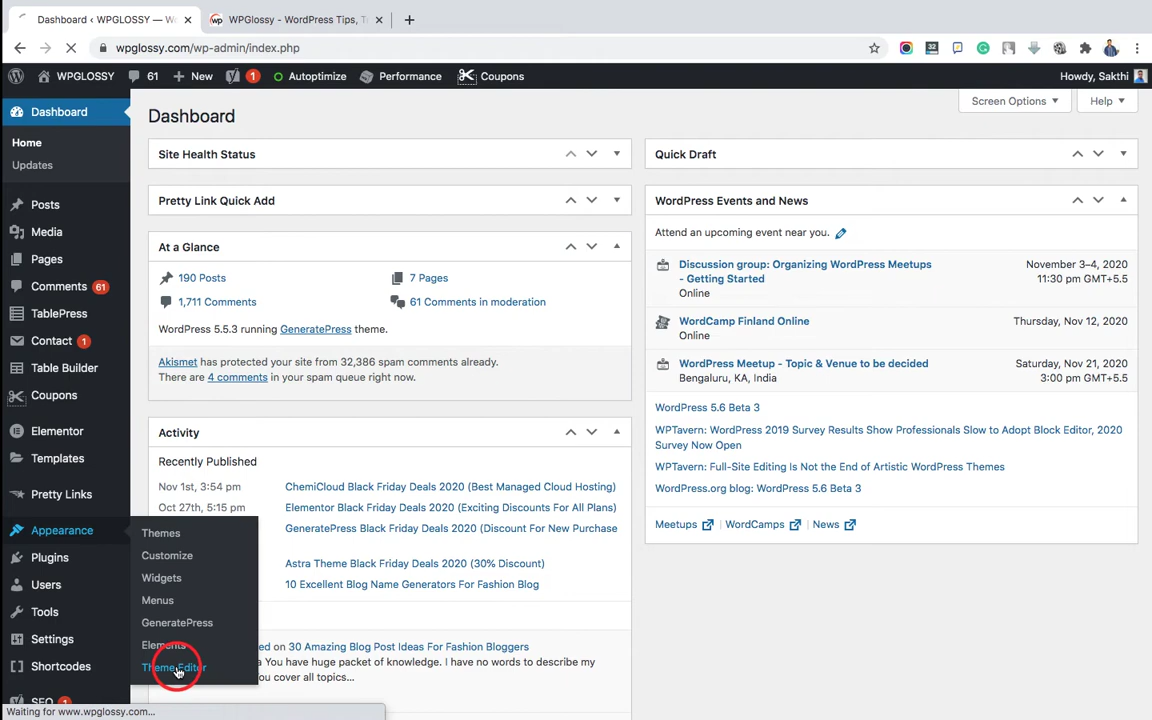 Dashboard ‹ WPGLOSSY — W
WPGlossy - WordPress Tips, T
wpglossy.com/wp-admin/index.php
WPGLOSSY 61 New 1 Autoptimize Performance Coupons Howdy, Sakthi
Screen Options Help
Dashboard
Home
Updates
Posts
Media
Pages
Comments 61
TablePress
Contact 1
Table Builder
Coupons
Elementor
Templates
Pretty Links
Appearance
Plugins
Users
Tools
Settings
Shortcodes
SEO 1
Themes
Customize
Widgets
Menus
GeneratePress
Elements
Theme Editor
Dashboard
Site Health Status
Pretty Link Quick Add
At a Glance
190 Posts 7 Pages
1,711 Comments 61 Comments in moderation
WordPress 5.5.3 running GeneratePress theme.
Akismet has protected your site from 32,386 spam comments already.
There are 4 comments in your spam queue right now.
Activity
Recently Published
Nov 1st, 3:54 pm ChemiCloud Black Friday Deals 2020 (Best Managed Cloud Hosting)
Oct 27th, 5:15 pm Elementor Black Friday Deals 2020 (Exciting Discounts For All Plans)
GeneratePress Black Friday Deals 2020 (Discount For New Purchase
Astra Theme Black Friday Deals 2020 (30% Discount)
10 Excellent Blog Name Generators For Fashion Blog
ed on 30 Amazing Blog Post Ideas For Fashion Bloggers
a You have huge packet of knowledge. I have no words to describe my
you cover all topics…
Quick Draft
WordPress Events and News
Attend an upcoming event near you.
Discussion group: Organizing WordPress Meetups November 3–4, 2020
- Getting Started 11:30 pm GMT+5.5
Online
WordCamp Finland Online Thursday, Nov 12, 2020
Online
WordPress Meetup - Topic & Venue to be decided Saturday, Nov 21, 2020
Bengaluru, KA, India 3:00 pm GMT+5.5
WordPress 5.6 Beta 3
WPTavern: WordPress 2019 Survey Results Show Professionals Slow to Adopt Block Editor, 2020
Survey Now Open
WPTavern: Full-Site Editing Is Not the End of Artistic WordPress Themes
WordPress.org blog: WordPress 5.6 Beta 3
Meetups | WordCamps | News
Waiting for www.wpglossy.com...